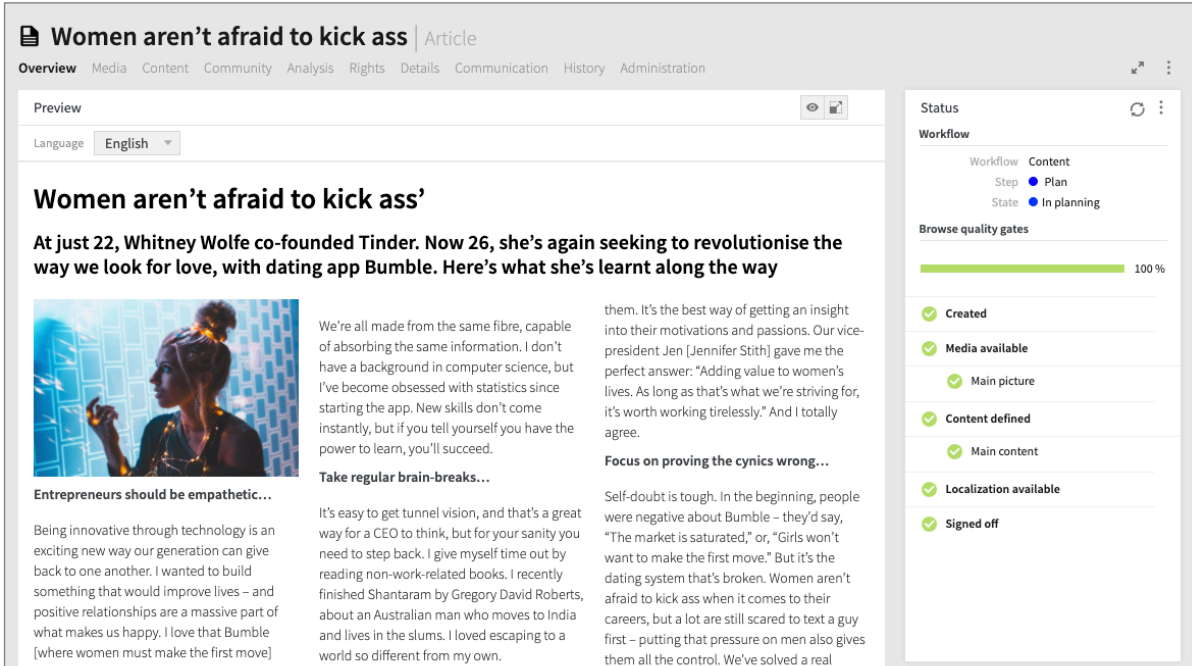 Women aren’t afraid to kick ass | Article
Overview Media Content Community Analysis Rights Details Communication History Administration
Preview
Language English
Women aren’t afraid to kick ass’
At just 22, Whitney Wolfe co-founded Tinder. Now 26, she’s again seeking to revolutionise the
way we look for love, with dating app Bumble. Here’s what she’s learnt along the way
Entrepreneurs should be empathetic…
Being innovative through technology is an
exciting new way our generation can give
back to one another. I wanted to build
something that would improve lives – and
positive relationships are a massive part of
what makes us happy. I love that Bumble
[where women must make the first move]
We’re all made from the same fibre, capable
of absorbing the same information. I don’t
have a background in computer science, but
I’ve become obsessed with statistics since
starting the app. New skills don’t come
instantly, but if you tell yourself you have the
power to learn, you’ll succeed.
Take regular brain-breaks…
It’s easy to get tunnel vision, and that’s a great
way for a CEO to think, but for your sanity you
need to step back. I give myself time out by
reading non-work-related books. I recently
finished Shantaram by Gregory David Roberts,
about an Australian man who moves to India
and lives in the slums. I loved escaping to a
world so different from my own.
them. It’s the best way of getting an insight
into their motivations and passions. Our vice-
president Jen [Jennifer Stith] gave me the
perfect answer: “Adding value to women’s
lives. As long as that’s what we’re striving for,
it’s worth working tirelessly.” And I totally
agree.
Focus on proving the cynics wrong…
Self-doubt is tough. In the beginning, people
were negative about Bumble – they’d say,
“The market is saturated,” or, “Girls won’t
want to make the first move.” But it’s the
dating system that’s broken. Women aren’t
afraid to kick ass when it comes to their
careers, but a lot are still scared to text a guy
first – putting that pressure on men also gives
them all the control. We’ve solved a real
Status
Workflow
Workflow Content
Step Plan
State In planning
Browse quality gates
100 %
Created
Media available
Main picture
Content defined
Main content
Localization available
Signed off